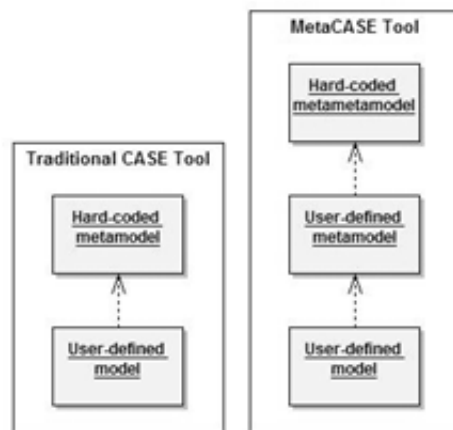 Traditional CASE Tool
Hard-coded
metamodel
User-defined
model
MetaCASE Tool
Hard-coded
metametamodel
User-defined
metamodel
User-defined
model